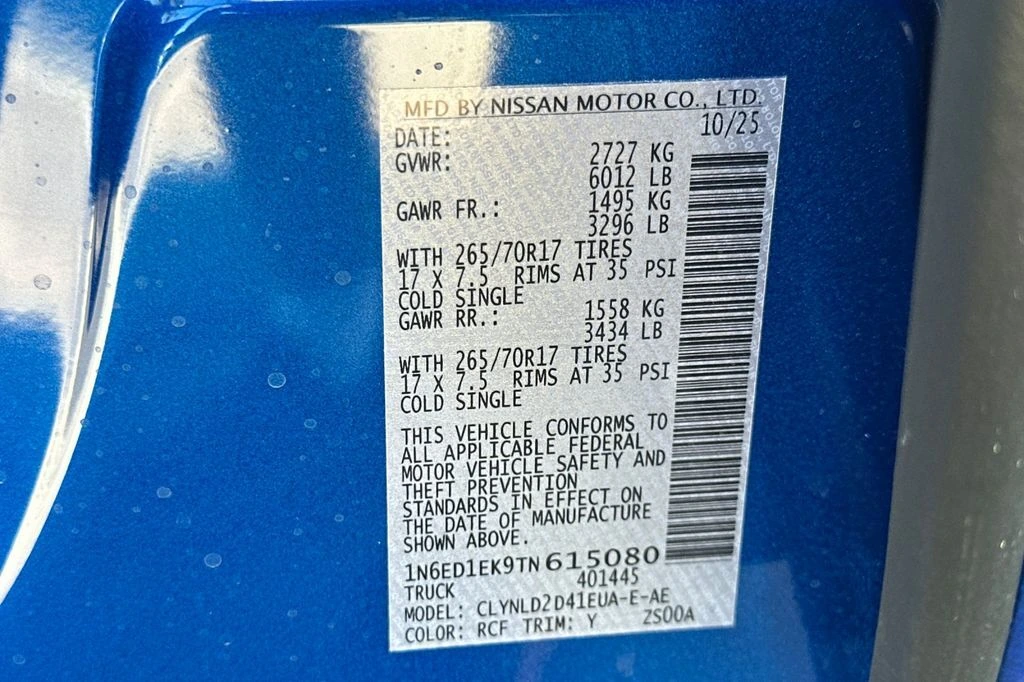 MFD BY NISSAN MOTOR CO., LTD.
DATE: 10/25
GVWR: 2727 KG
6012 LB
GAWR FR.: 1495 KG
3296 LB
WITH 265/70R17 TIRES
17 X 7.5 RIMS AT 35 PSI
COLD SINGLE
GAWR RR.: 1558 KG
3434 LB
WITH 265/70R17 TIRES
17 X 7.5 RIMS AT 35 PSI
COLD SINGLE
THIS VEHICLE CONFORMS TO
ALL APPLICABLE FEDERAL
MOTOR VEHICLE SAFETY AND
THEFT PREVENTION
STANDARDS IN EFFECT ON
THE DATE OF MANUFACTURE
SHOWN ABOVE.
1N6ED1EK9TN615080
TRUCK 401445
MODEL: CLYNLD2D41EUA-E-AE
COLOR: RCF TRIM: Y ZS00A